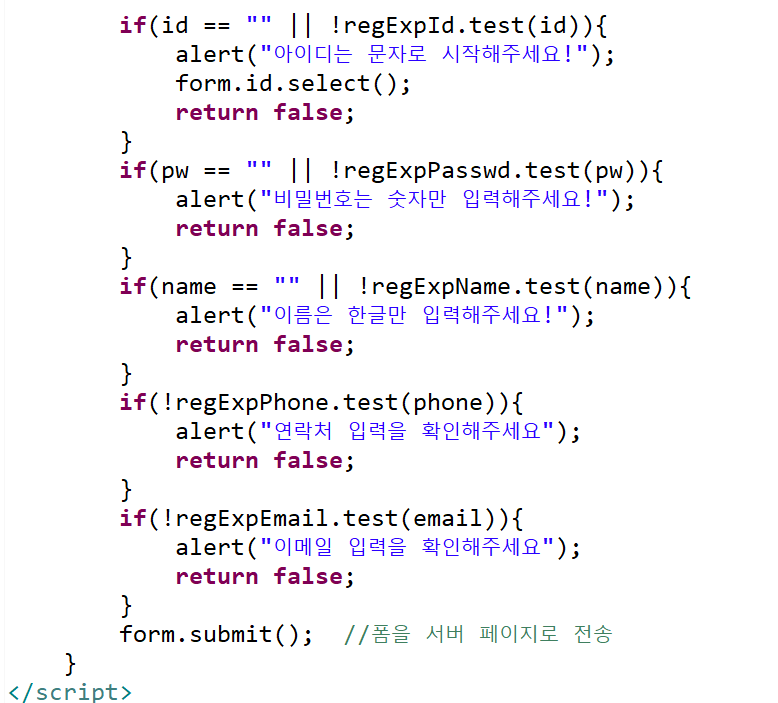 if(id == "" || !regExpId.test(id)){
alert("아이디는 문자로 시작해주세요!");
form.id.select();
return false;
}
if(pw == "" || !regExpPasswd.test(pw)){
alert("비밀번호는 숫자만 입력해주세요!");
return false;
}
if(name == "" || !regExpName.test(name)){
alert("이름은 한글만 입력해주세요!");
return false;
}
if(!regExpPhone.test(phone)){
alert("연락처 입력을 확인해주세요");
return false;
}
if(!regExpEmail.test(email)){
alert("이메일 입력을 확인해주세요");
return false;
}
form.submit();  //폼을 서버 페이지로 전송
}
</script>